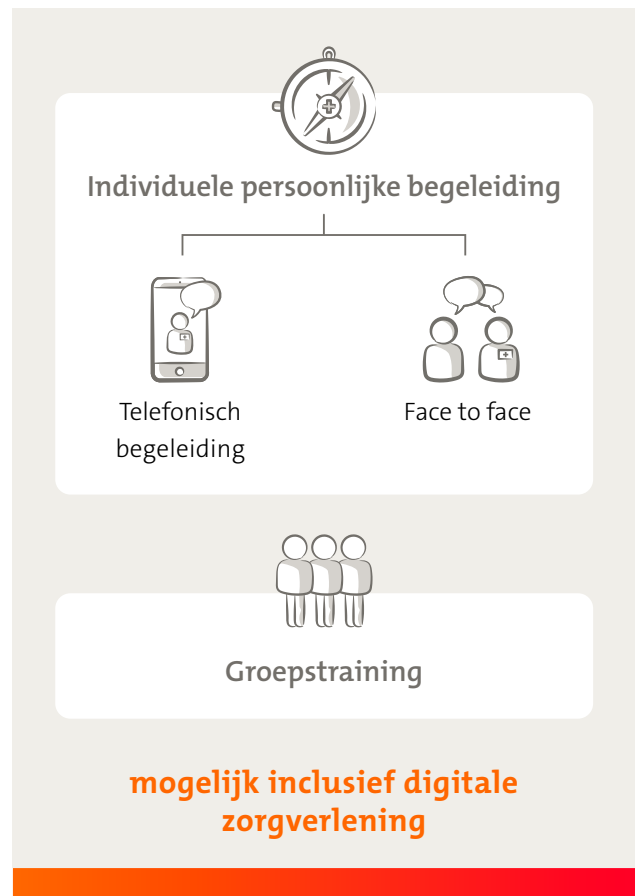 Individuele persoonlijke begeleiding
Telefonisch
begeleiding
Face to face
Groepstraining
mogelijk inclusief digitale
zorgverlening